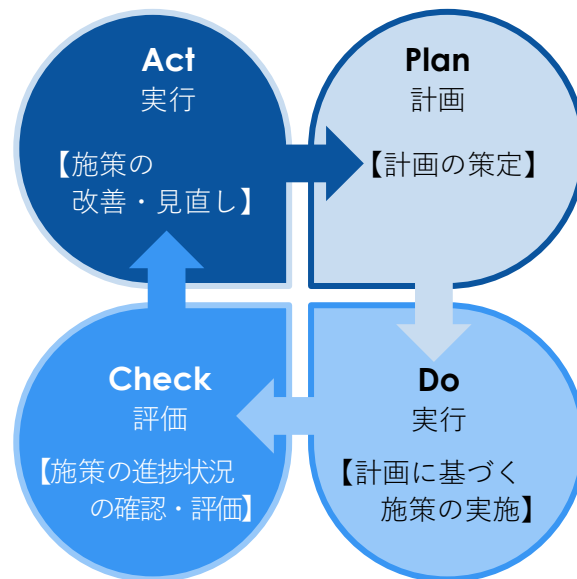 Act
実行
【施策の
改善・見直し】
Plan
計画
【計画の策定】
Check
評価
【施策の進捗状況
の確認・評価】
Do
実行
【計画に基づく
施策の実施】